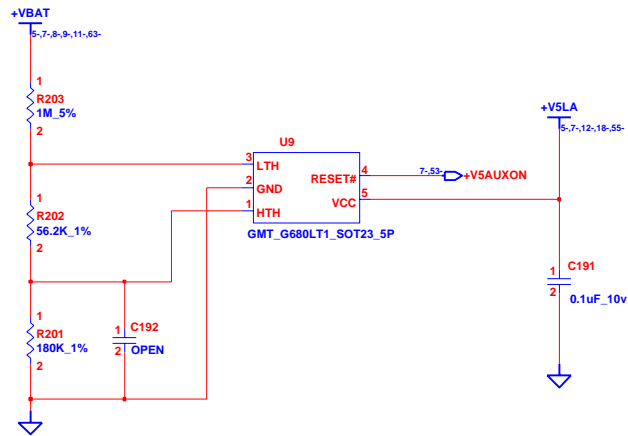 +VBAT
5-,7-,8-,9-,11-,63-
1
R203
1M_5%
2
1
R202
56.2K_1%
2
1
R201
180K_1%
2
1
C192
2
OPEN
U9
3
LTH
2
GND
1
HTH
RESET#
4
VCC
5
GMT_G680LT1_SOT23_5P
7-,53-
+V5AUXON
+V5LA
5-,7-,12-,18-,55-
1
C191
2
0.1uF_10v